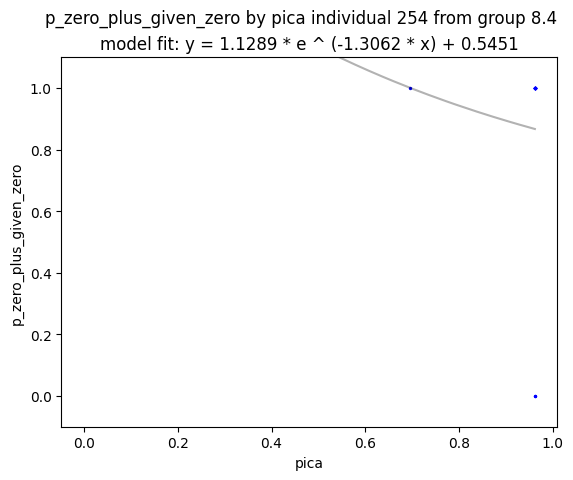 p_zero_plus_given_zero by pica individual 254 from group 8.4
model fit: y = 1.1289 * e ^ (-1.3062 * x) + 0.5451
1.0
0.8
0.6
0.4
0.2
0.0
p_zero_plus_given_zero
0.0 0.2 0.4 0.6 0.8 1.0
pica